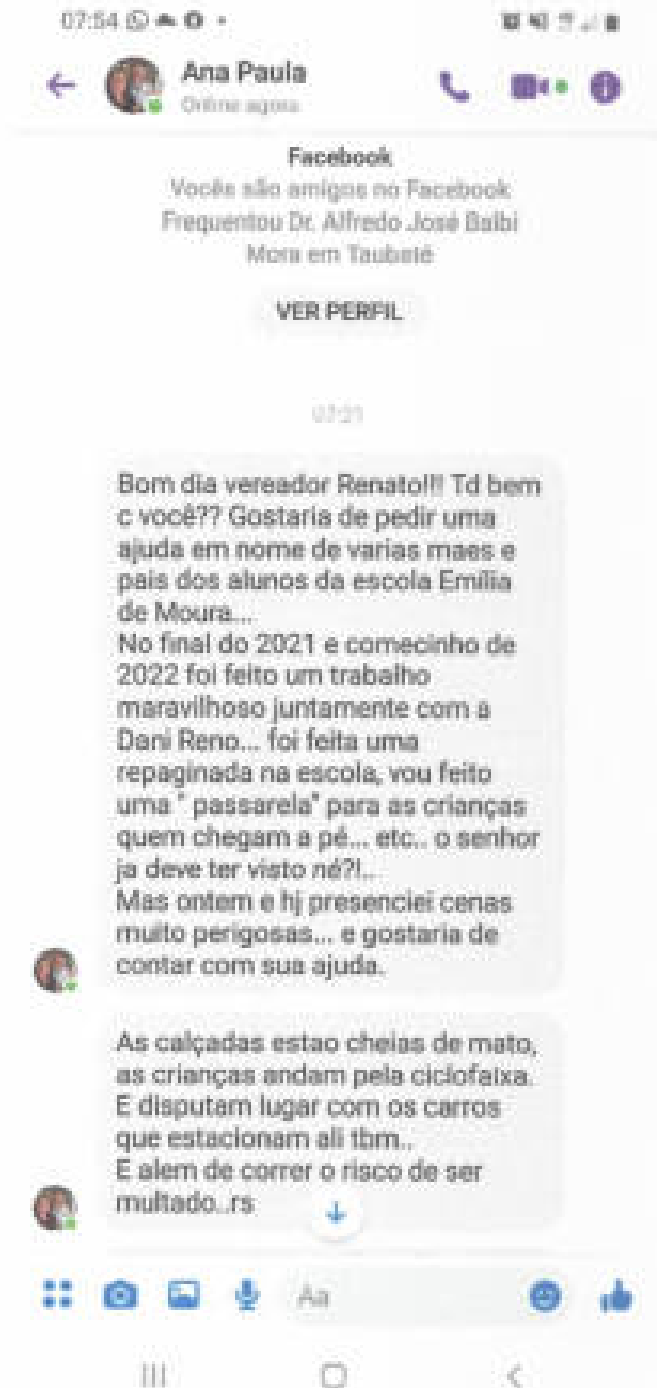 07:54
Ana Paula
Online agora
Facebook
Vocês são amigos no Facebook
Frequentou Dr. Alfredo José Balbi
Mora em Taubaté
VER PERFIL
07:21
Bom dia vereador Renato!!! Td bem
c você?? Gostaria de pedir uma
ajuda em nome de varias maes e
pais dos alunos da escola Emília
de Moura...
No final do 2021 e comecinho de
2022 foi feito um trabalho
maravilhoso juntamente com a
Dani Reno... foi feita uma
repaginada na escola, vou feito
uma " passarela" para as crianças
quem chegam a pé... etc.. o senhor
ja deve ter visto né?!..
Mas ontem e hj presenciei cenas
muito perigosas... e gostaria de
contar com sua ajuda.
As calçadas estao cheias de mato,
as crianças andam pela ciclofaixa.
E disputam lugar com os carros
que estacionam ali tbm..
E alem de correr o risco de ser
multado..rs
Aa